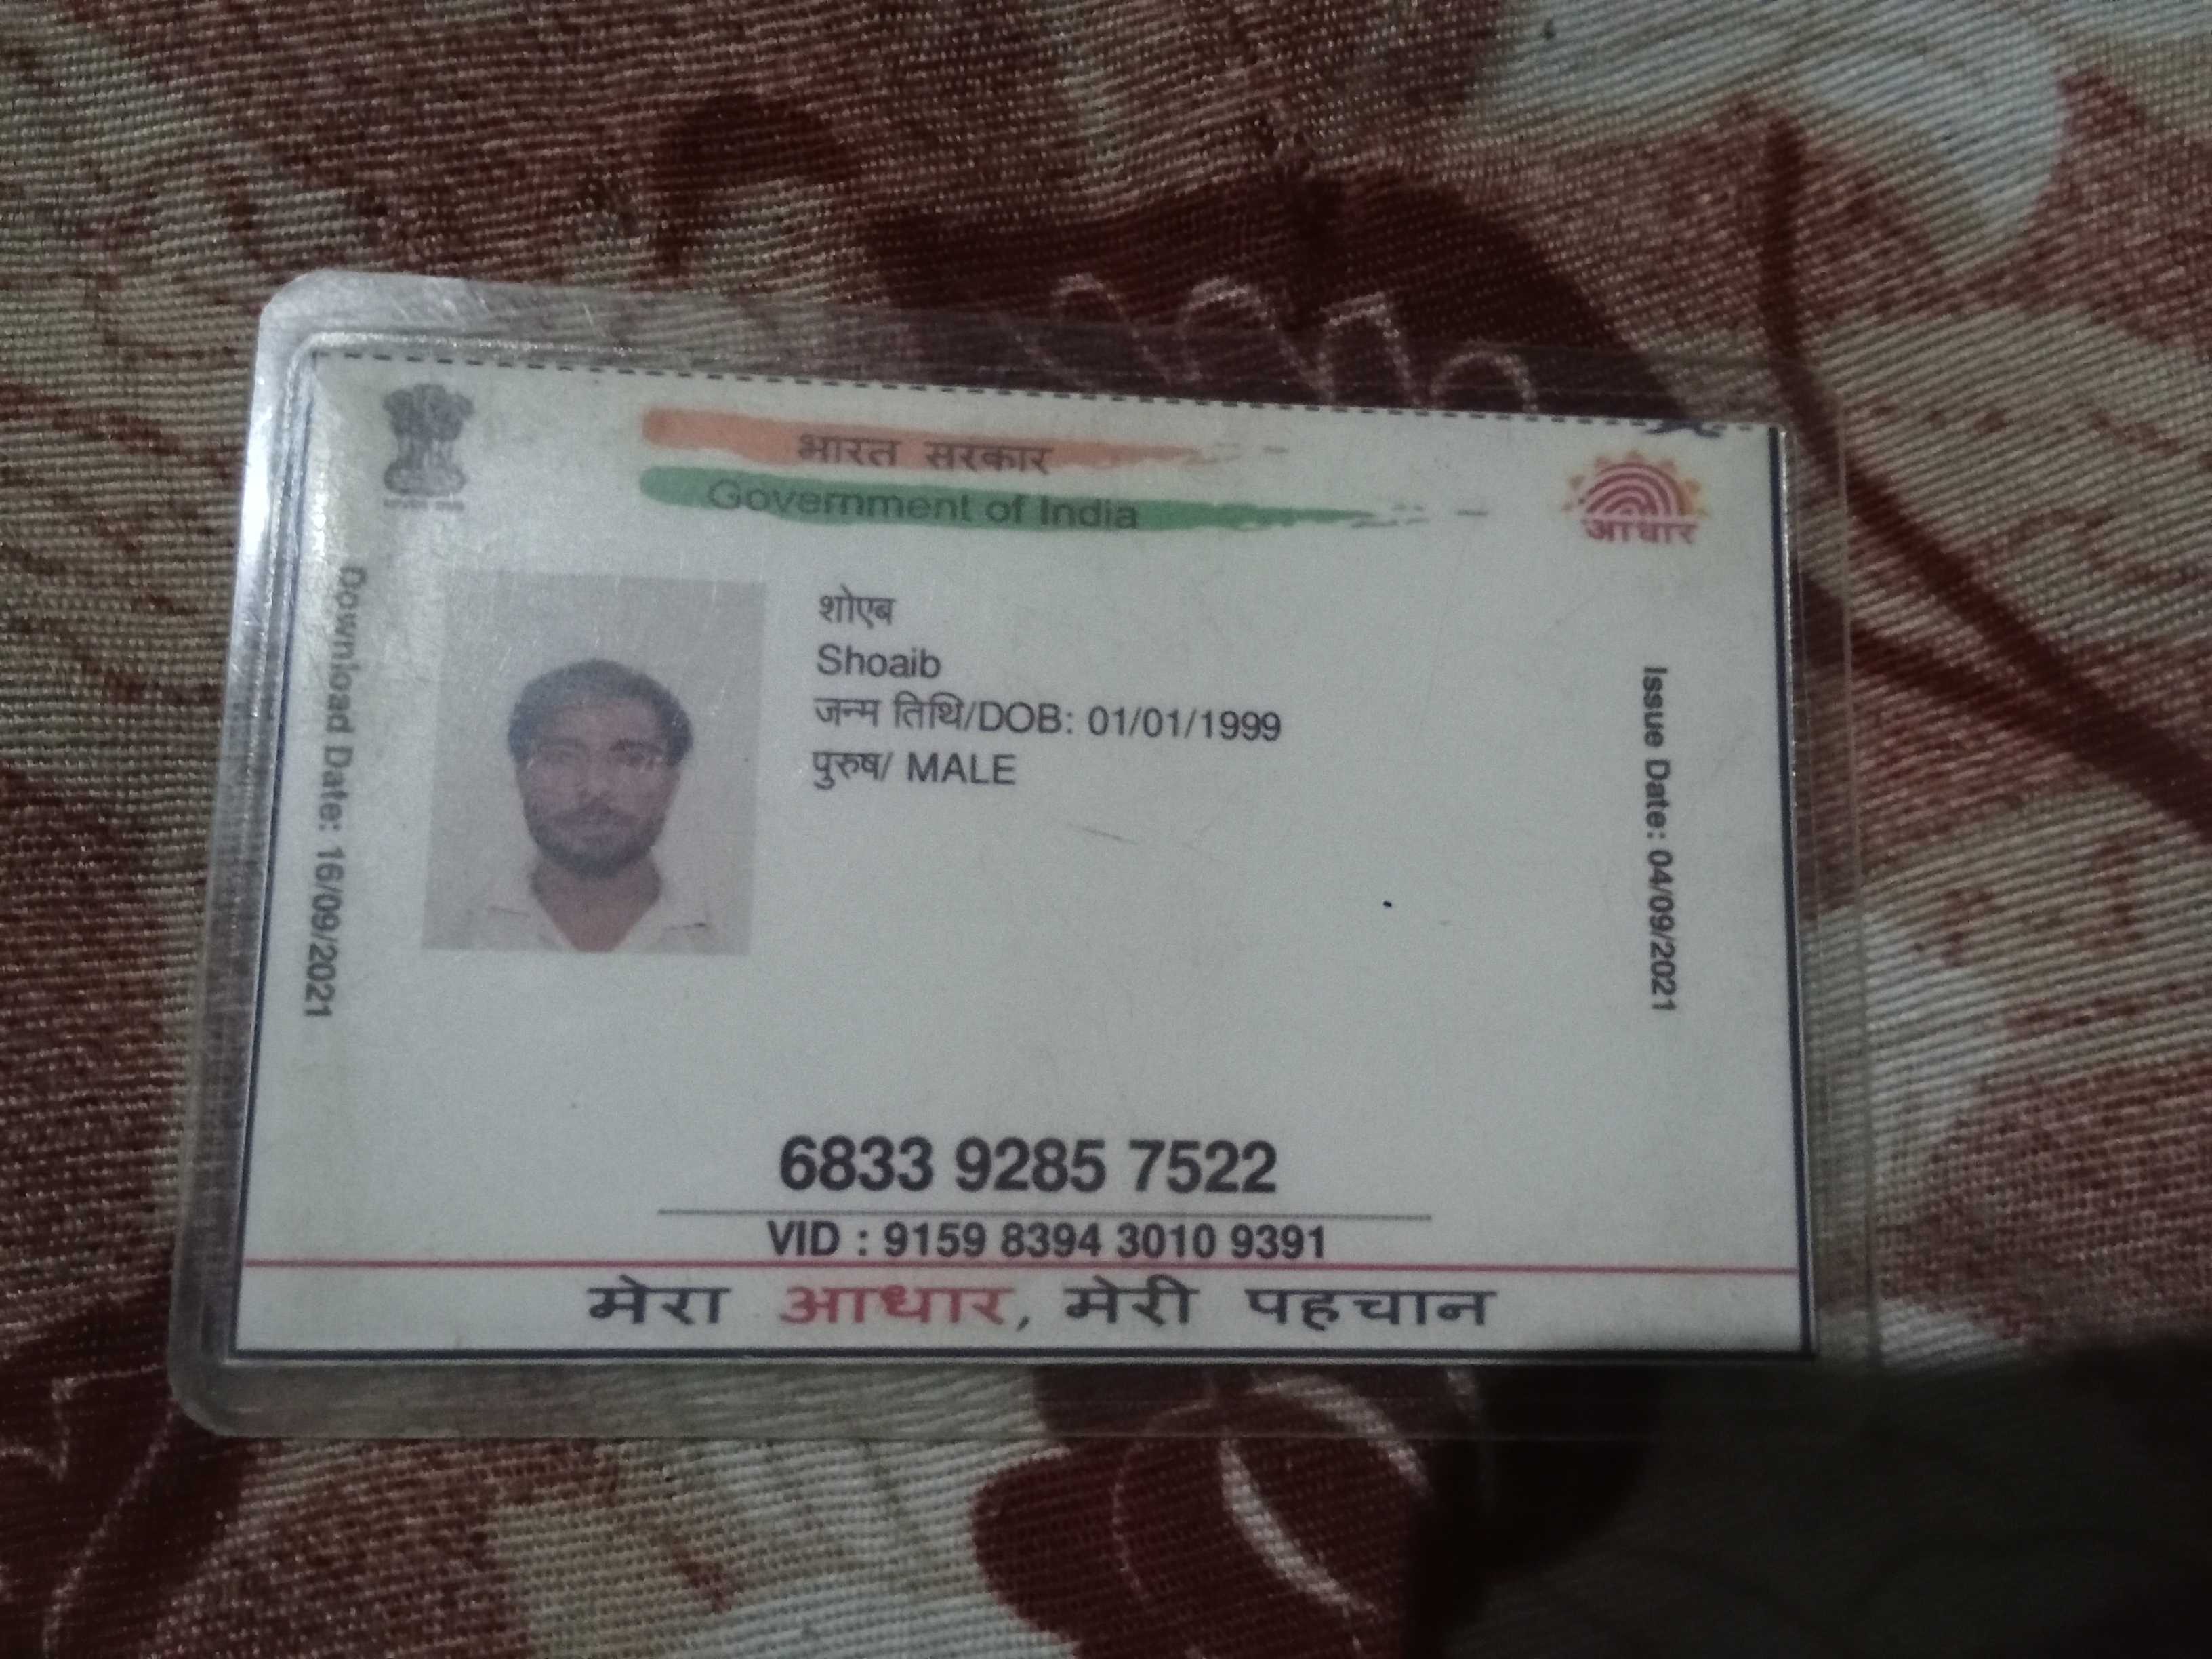 भारत सरकार
Government of India
आधार
Download Date: 16/09/2021
शोएब
Shoaib
जन्म तिथि/DOB: 01/01/1999
पुरुष/ MALE
Issue Date: 04/09/2021
6833 9285 7522
VID : 9159 8394 3010 9391
मेरा आधार, मेरी पहचान